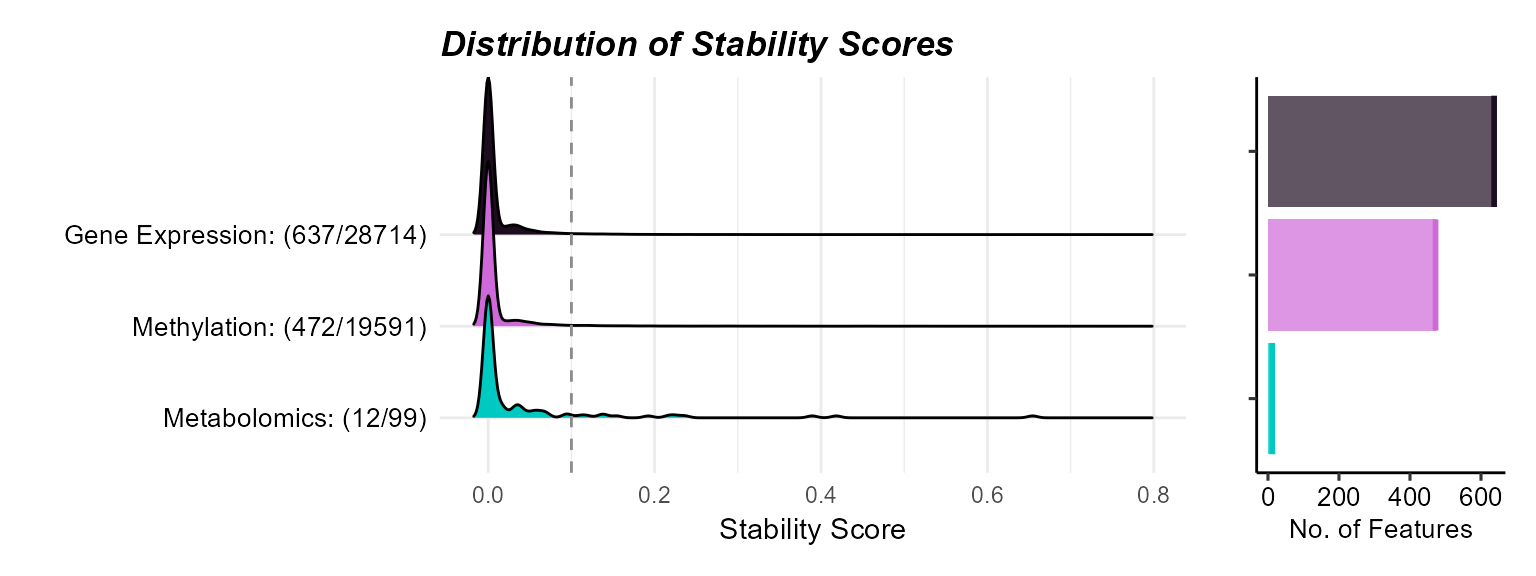 Distribution of Stability Scores
Gene Expression: (637/28714)
Methylation: (472/19591)
Metabolomics: (12/99)
0.0 0.2 0.4 0.6 0.8
Stability Score
0 200 400 600
No. of Features